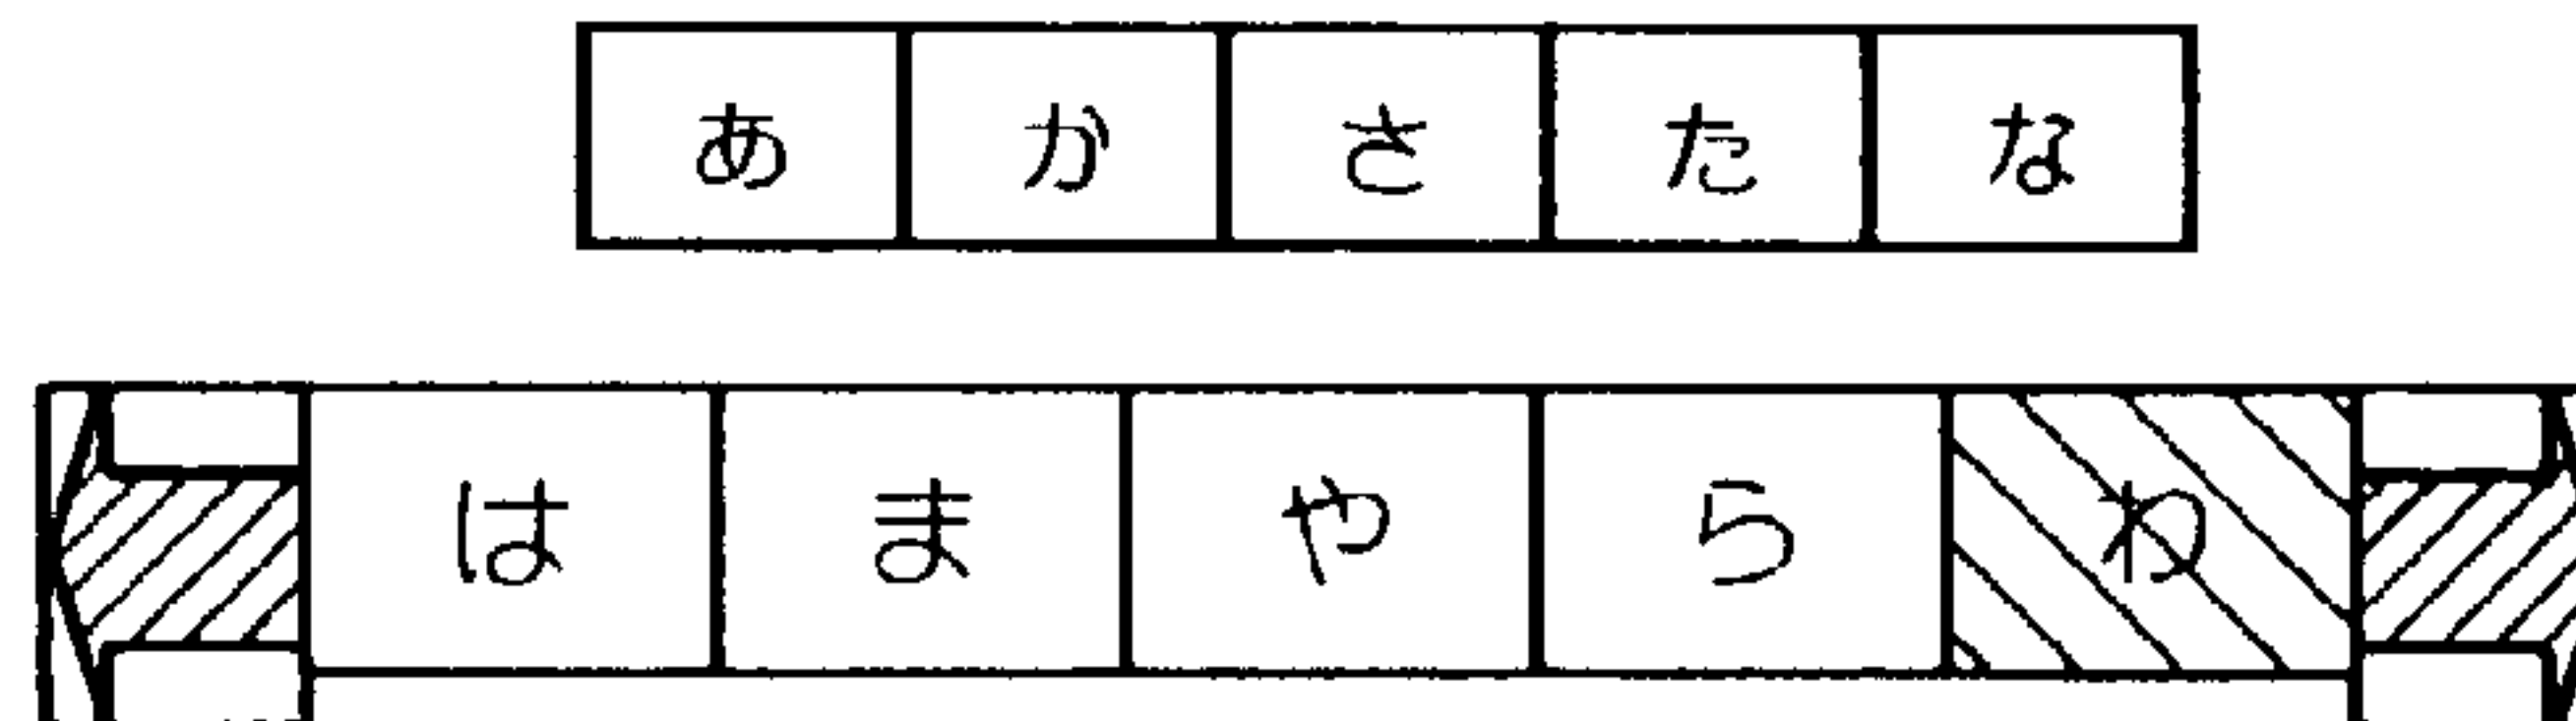 あ か さ た な
は ま や ら わ